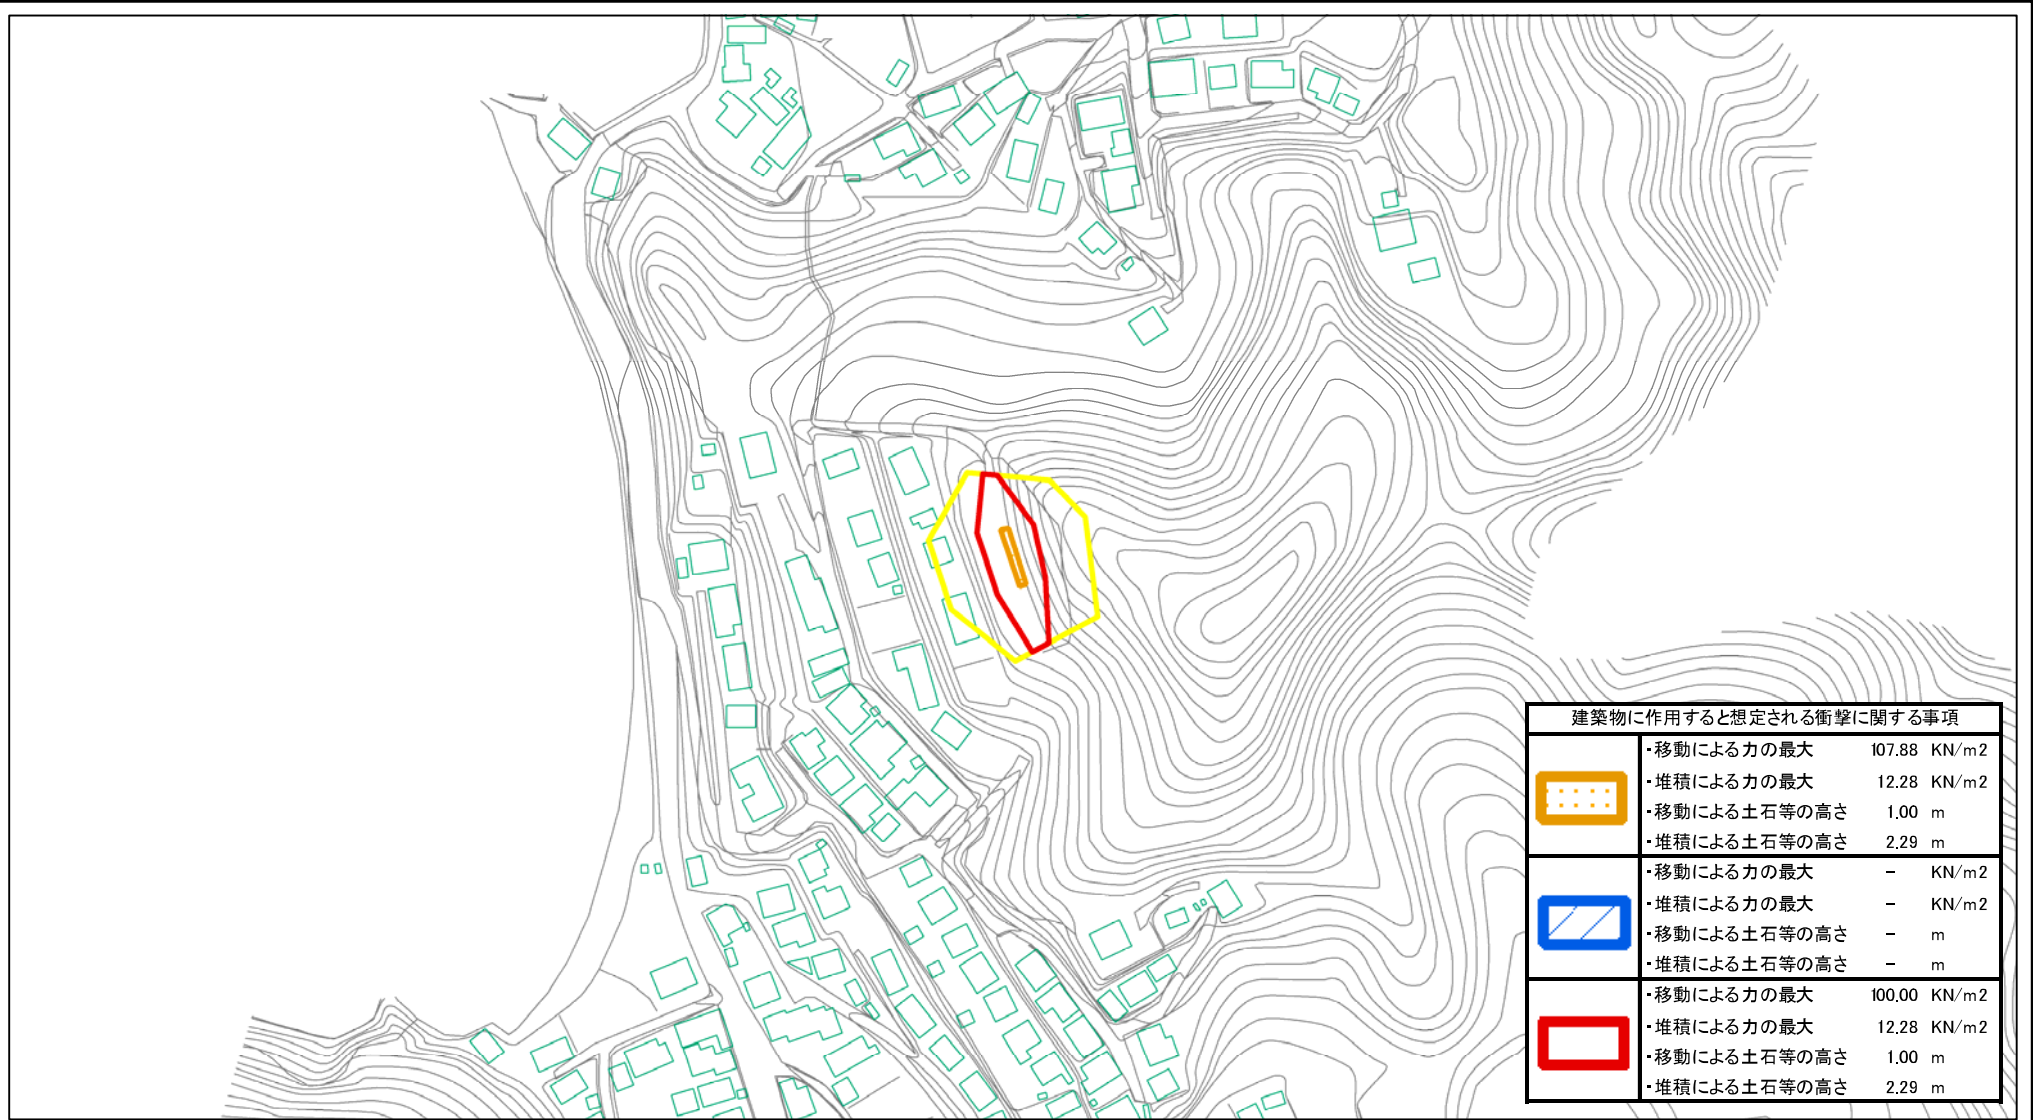 建築物に作用すると想定される衝撃に関する事項
・移動による力の最大 107.88 KN/m2
・堆積による力の最大 12.28 KN/m2
・移動による土石等の高さ 1.00 m
・堆積による土石等の高さ 2.29 m
・移動による力の最大 － KN/m2
・堆積による力の最大 － KN/m2
・移動による土石等の高さ － m
・堆積による土石等の高さ － m
・移動による力の最大 100.00 KN/m2
・堆積による力の最大 12.28 KN/m2
・移動による土石等の高さ 1.00 m
・堆積による土石等の高さ 2.29 m